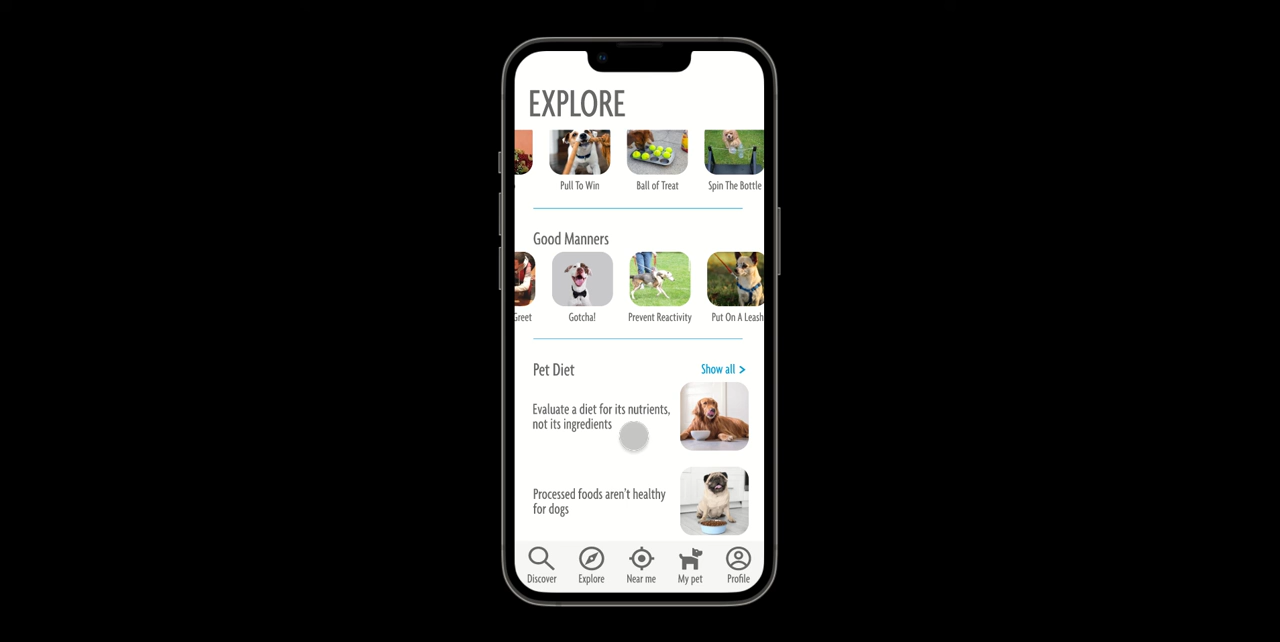 EXPLORE
Pull To Win
Ball of Treat
Spin The Bottle
Good Manners
Greet
Gotcha!
Prevent Reactivity
Put On A Leash
Pet Diet
Show all >
Evaluate a diet for its nutrients,
not its ingredients
Processed foods aren't healthy
for dogs
Discover
Explore
Near me
My pet
Profile